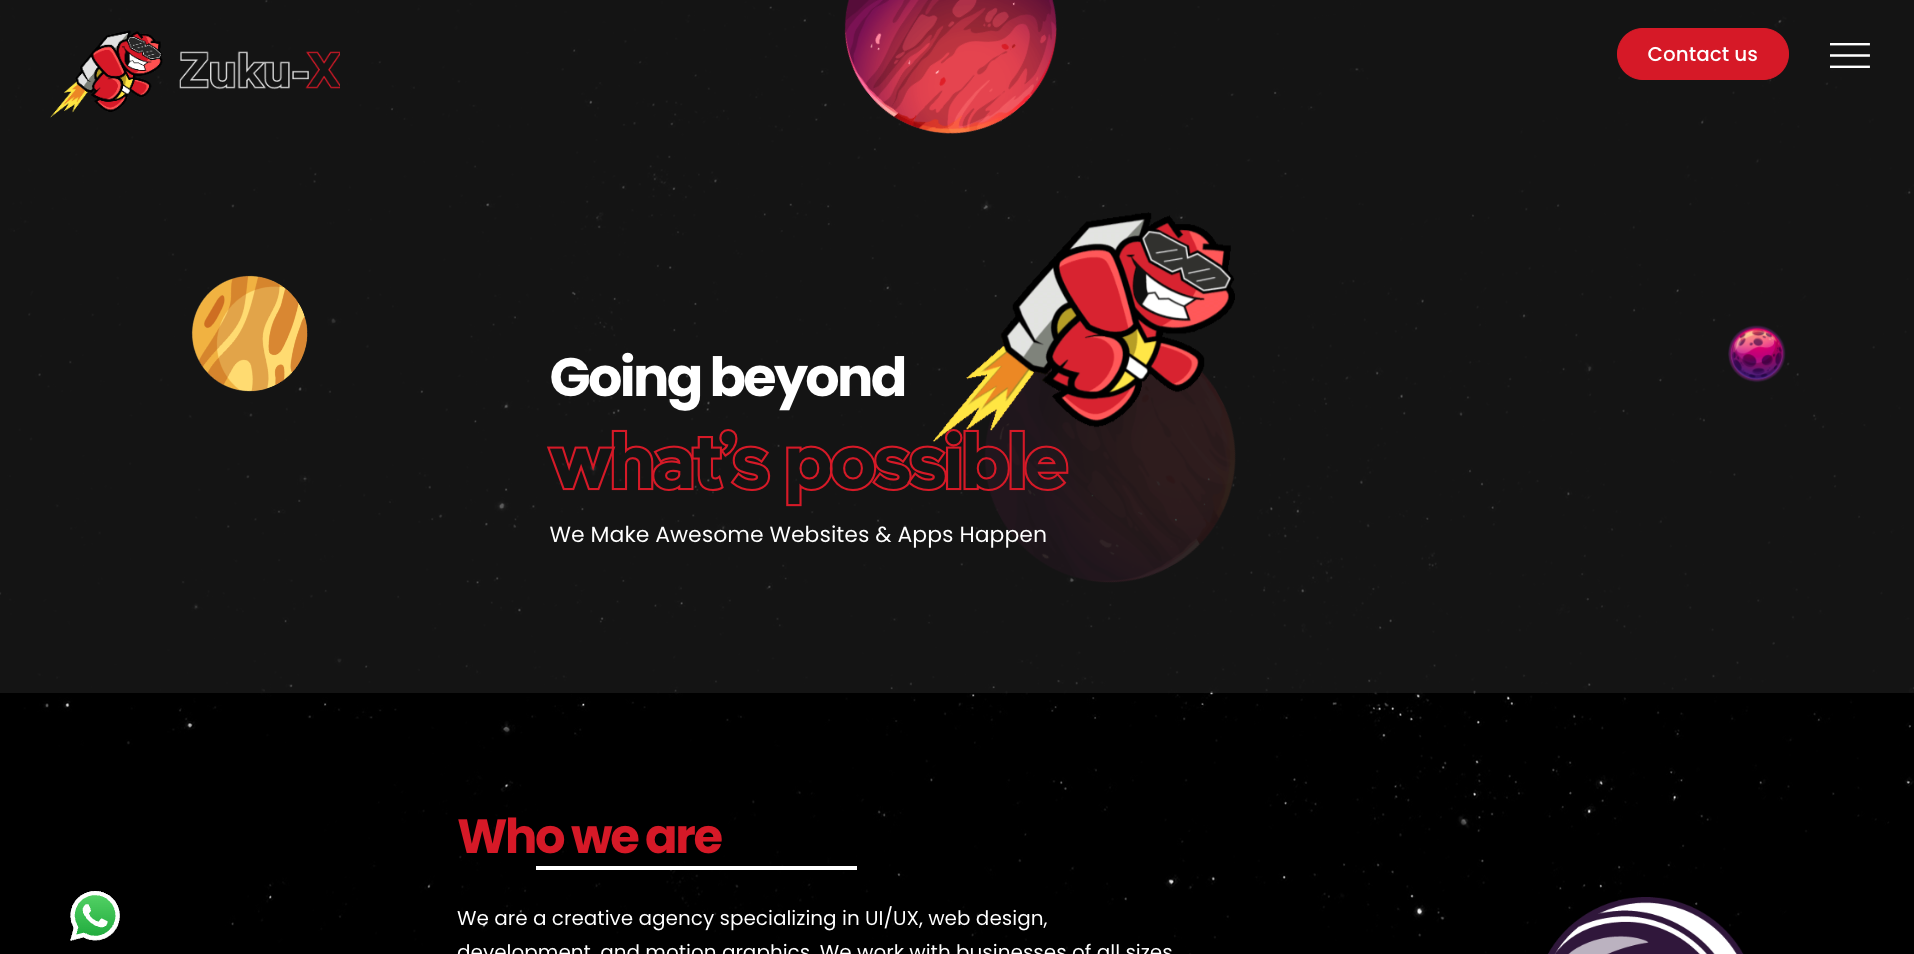 Zuku-X
Contact us
Going beyond
what's possible
We Make Awesome Websites & Apps Happen
Who we are
We are a creative agency specializing in UI/UX, web design,
development, and motion graphics. We work with businesses of all sizes